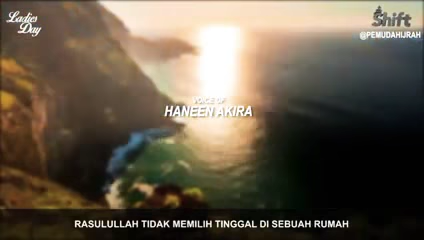 Ladies
Day
Shift
@PEMUDAHIJRAH
VOICE OF
HANEEN AKIRA
RASULULLAH TIDAK MEMILIH TINGGAL DI SEBUAH RUMAH